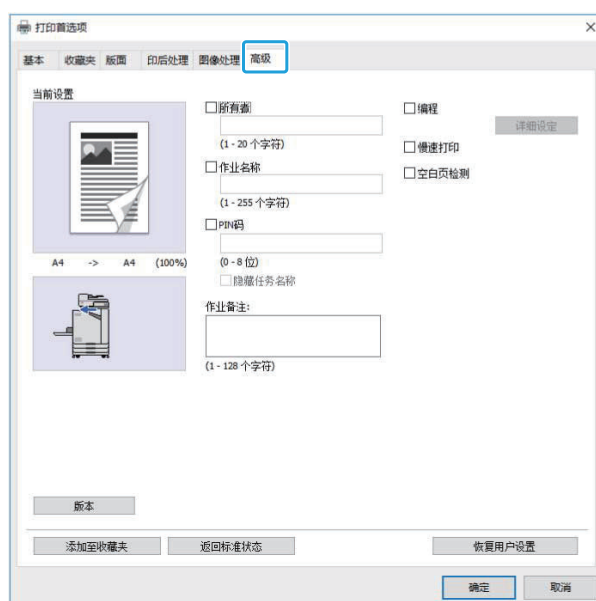 打印首选项
基本 收藏夹 版面 印后处理 图像处理 高级
当前设置
A4 -> A4 (100%)
所有者
(1 - 20 个字符)
作业名称
(1 - 255 个字符)
PIN码
(0 - 8 位)
隐藏任务名称
作业备注:
(1 - 128 个字符)
编程
详细设定
慢速打印
空白页检测
版本
添加至收藏夹 返回标准状态 恢复用户设置
确定 取消